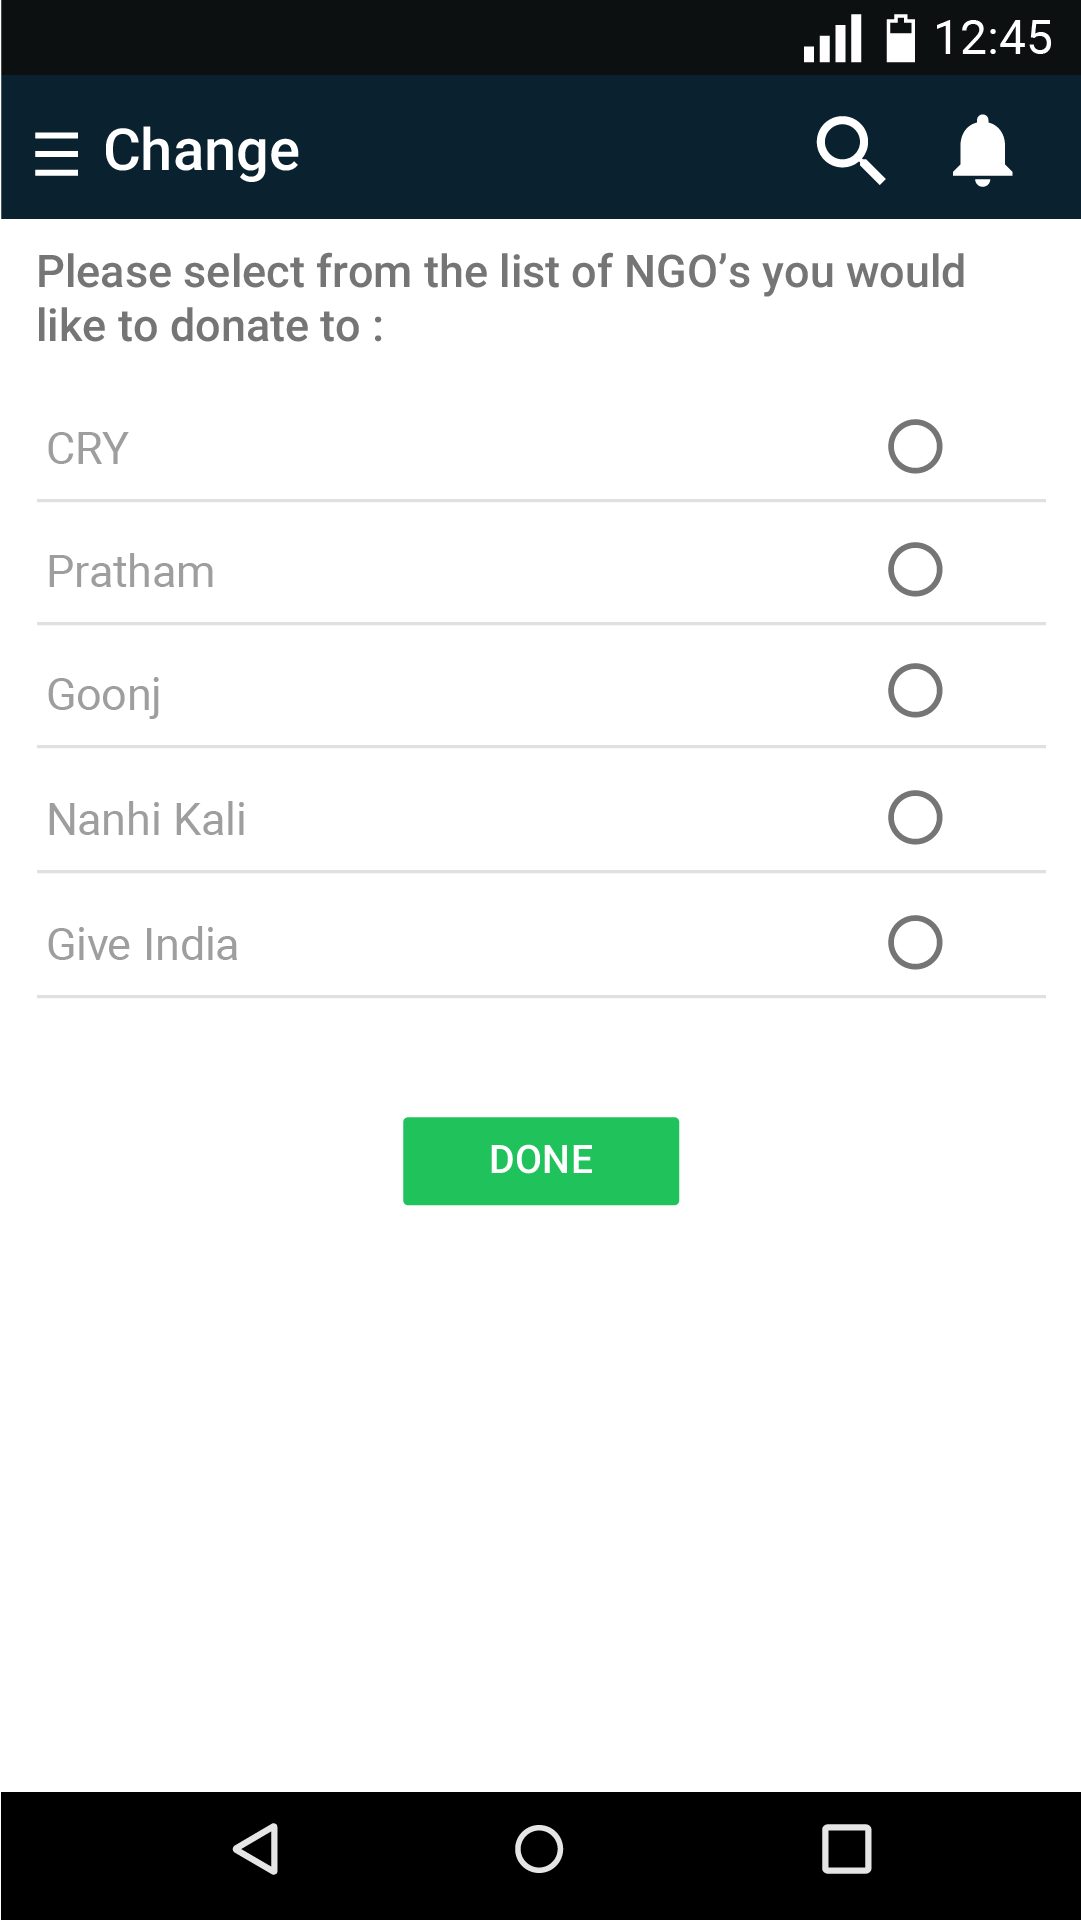 12:45
Change
Please select from the list of NGO’s you would
like to donate to :
CRY
Pratham
Goonj
Nanhi Kali
Give India
DONE